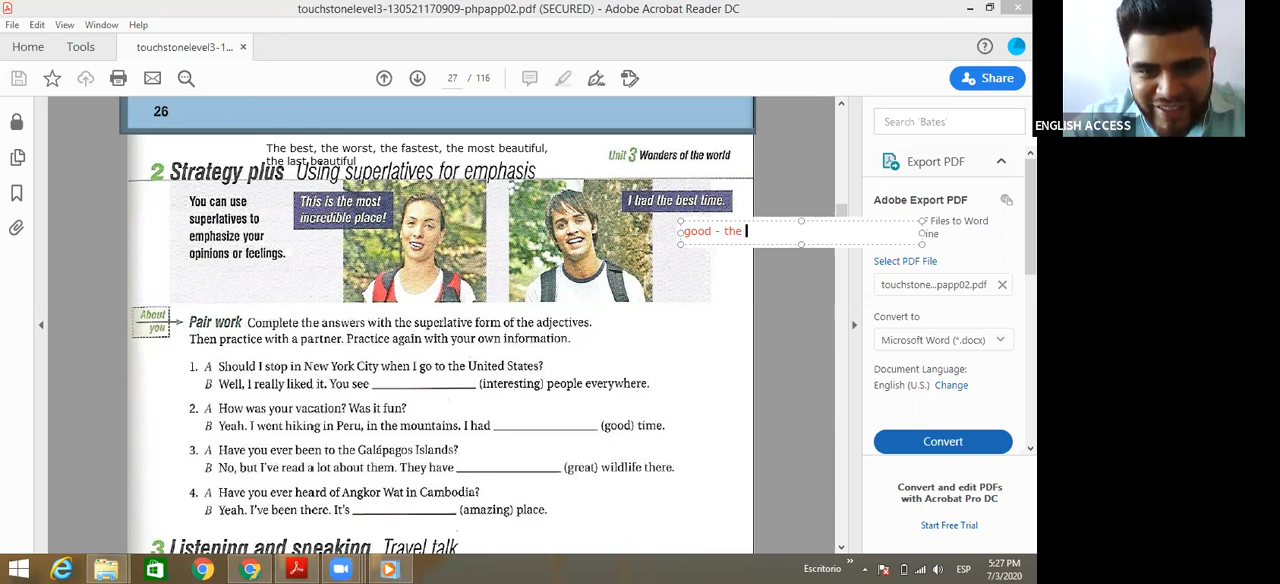 touchstonelevel3-130521170909-phpapp02.pdf (SECURED) - Adobe Acrobat Reader DC
File Edit View Window Help
Home Tools touchstonelevel3-1... ×
27 / 116
Share
26
The best, the worst, the fastest, the most beautiful,
the last beautiful
Unit 3 Wonders of the world
2 Strategy plus Using superlatives for emphasis
You can use
superlatives to
emphasize your
opinions or feelings.
This is the most
incredible place!
I had the best time.
good - the
About
you
Pair work Complete the answers with the superlative form of the adjectives.
Then practice with a partner. Practice again with your own information.
1. A Should I stop in New York City when I go to the United States?
B Well, I really liked it. You see _______________ (interesting) people everywhere.
2. A How was your vacation? Was it fun?
B Yeah. I went hiking in Peru, in the mountains. I had _______________ (good) time.
3. A Have you ever been to the Galápagos Islands?
B No, but I've read a lot about them. They have _______________ (great) wildlife there.
4. A Have you ever heard of Angkor Wat in Cambodia?
B Yeah. I've been there. It's _______________ (amazing) place.
3 Listening and speaking Travel talk
Search 'Bates'
Export PDF
Adobe Export PDF
Files to Word
ine
Select PDF File
touchstone...papp02.pdf
Convert to
Microsoft Word (*.docx)
Document Language:
English (U.S.) Change
Convert
Convert and edit PDFs
with Acrobat Pro DC
Start Free Trial
ENGLISH ACCESS
Escritorio
ESP
5:27 PM
7/3/2020